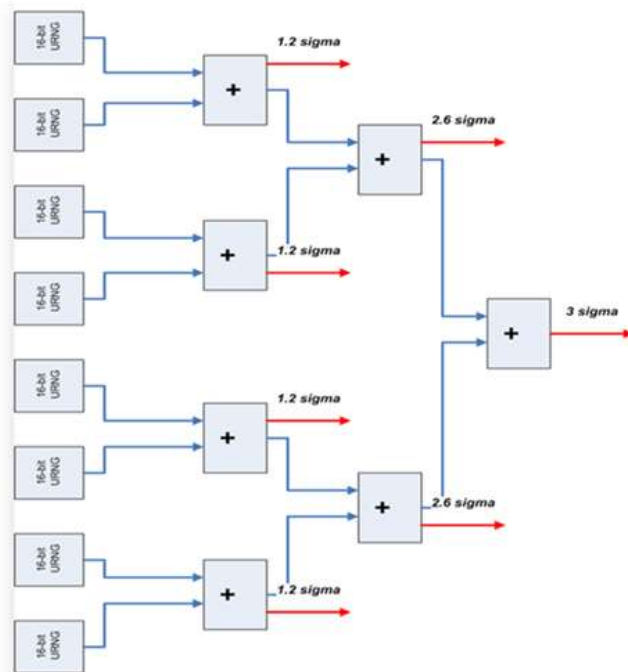 16-bit
URNG
1.2 sigma
+
16-bit
URNG
2.6 sigma
+
16-bit
URNG
+
1.2 sigma
16-bit
URNG
3 sigma
+
16-bit
URNG
1.2 sigma
+
16-bit
URNG
2.6 sigma
+
16-bit
URNG
1.2 sigma
+
16-bit
URNG